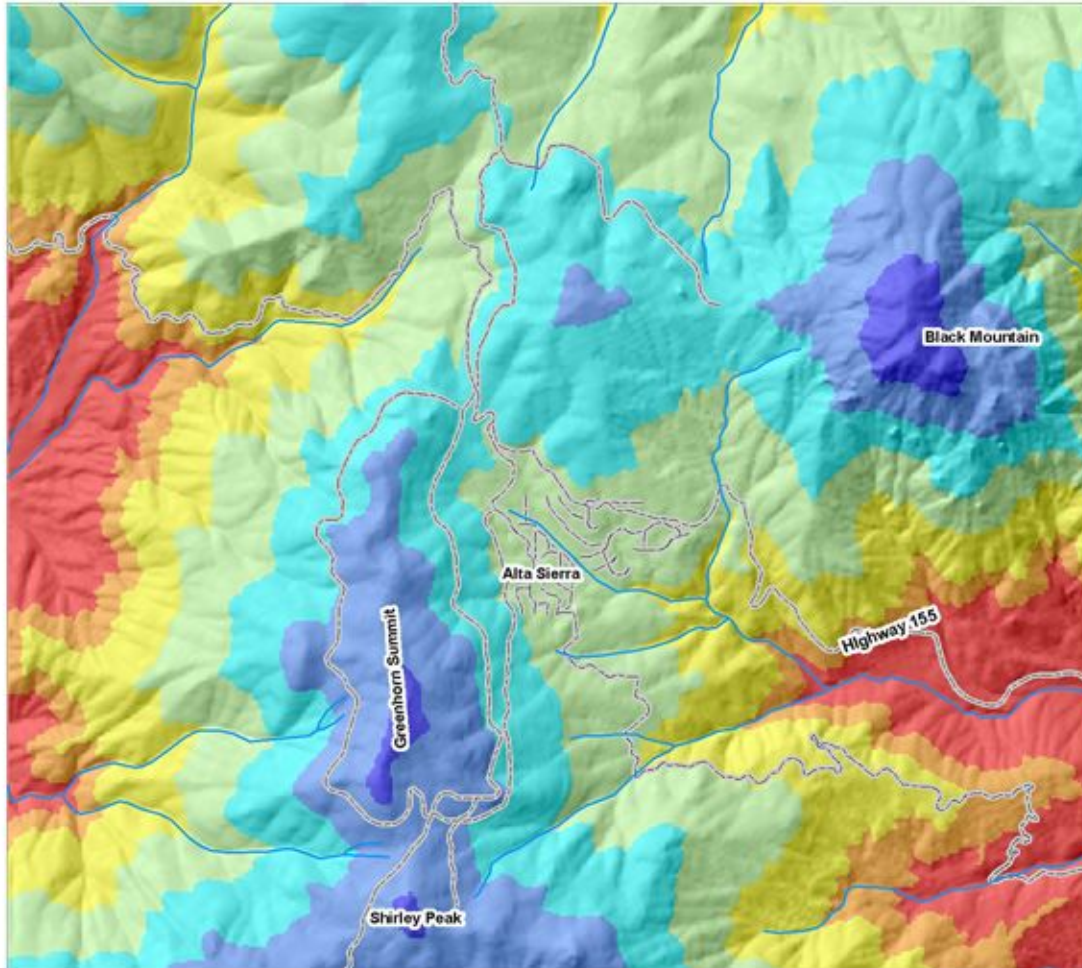 Black Mountain
Alta Sierra
HIghway 155
Greenhorn Summit
Shirley Peak